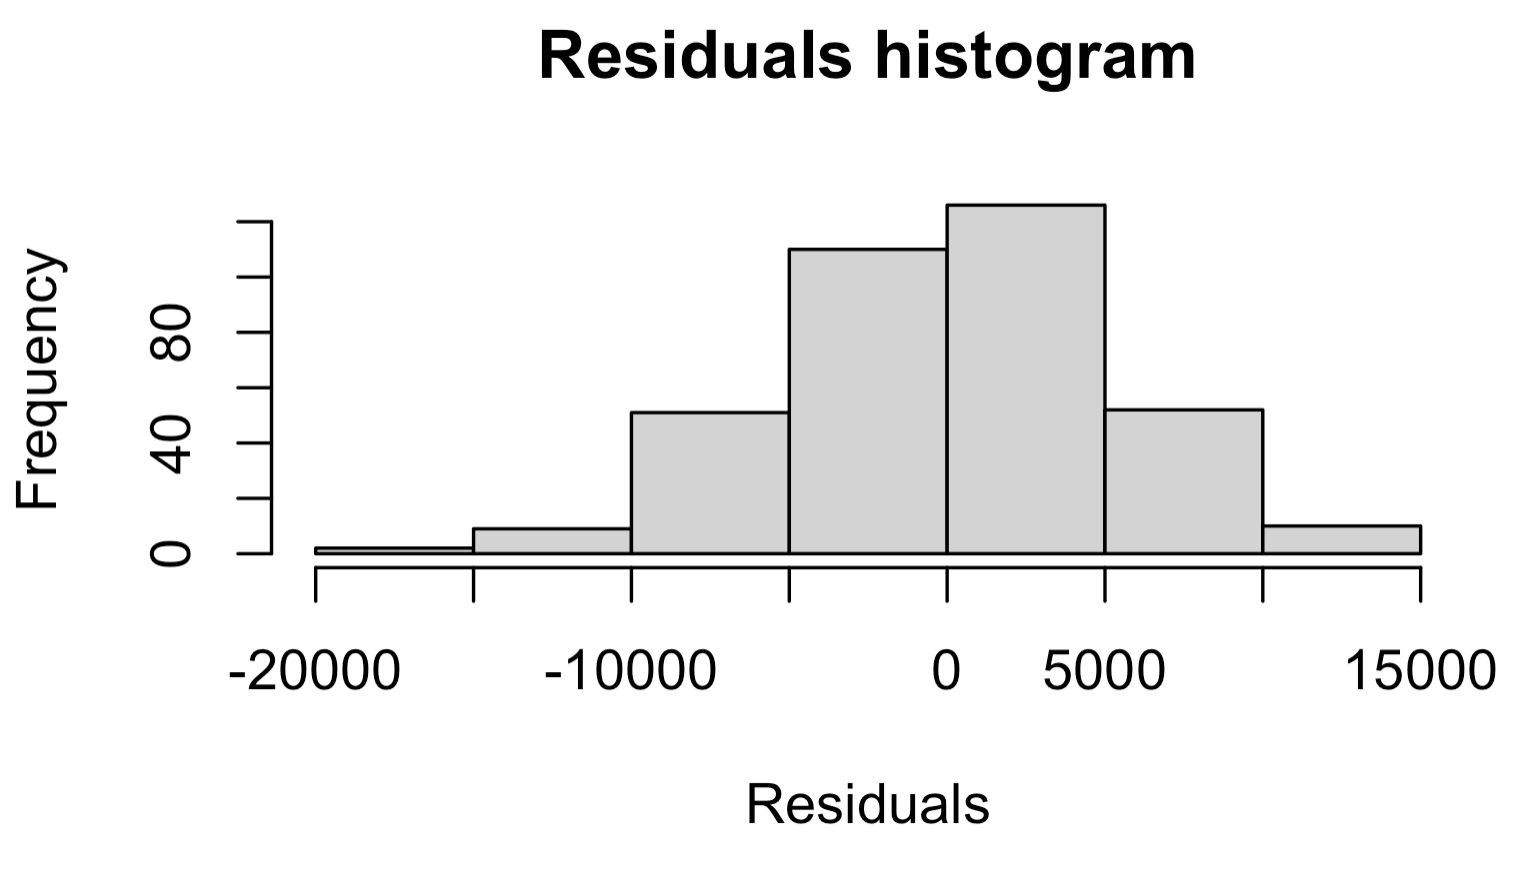 Residuals histogram
Frequency
80
40
0
-20000 -10000 0 5000 15000
Residuals